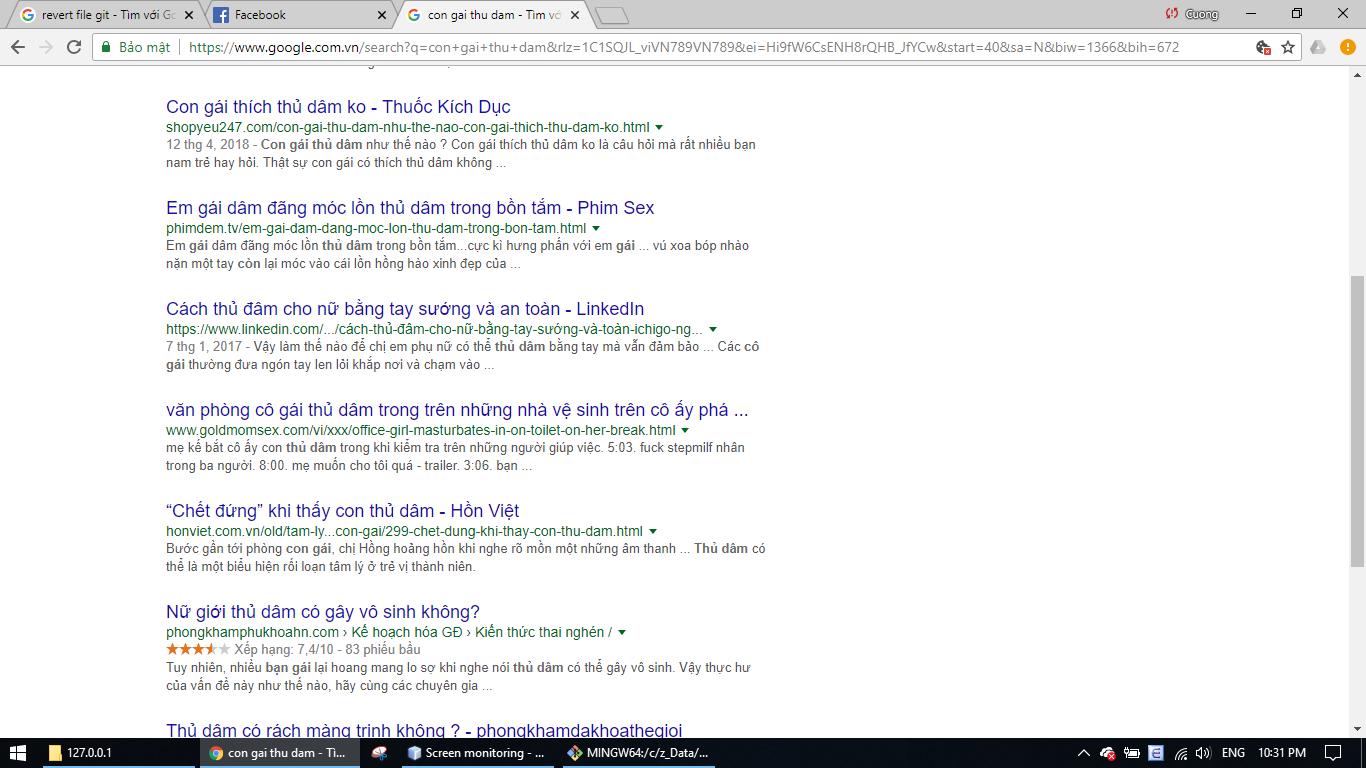 revert file git - Tìm với Go
Facebook
con gai thu dam - Tìm vớ
Cuong
Bảo mật
https://www.google.com.vn/search?q=con+gai+thu+dam&rlz=1C1SQJL_viVN789VN789&ei=Hi9fW6CsENH8rQHB_JfYCw&start=40&sa=N&biw=1366&bih=672
Con gái thích thủ dâm ko - Thuốc Kích Dục
shopyeu247.com/con-gai-thu-dam-nhu-the-nao-con-gai-thich-thu-dam-ko.html
12 thg 4, 2018 - Con gái thủ dâm như thế nào ? Con gái thích thủ dâm ko là câu hỏi mà rất nhiều bạn
nam trẻ hay hỏi. Thật sự con gái có thích thủ dâm không ...
Em gái dâm đãng móc lồn thủ dâm trong bồn tắm - Phim Sex
phimdem.tv/em-gai-dam-dang-moc-lon-thu-dam-trong-bon-tam.html
Em gái dâm đãng móc lồn thủ dâm trong bồn tắm...cực kì hưng phấn với em gái ... vú xoa bóp nhào
nặn một tay còn lại móc vào cái lồn hồng hào xinh đẹp của ...
Cách thủ đâm cho nữ bằng tay sướng và an toàn - LinkedIn
https://www.linkedin.com/.../cách-thủ-đâm-cho-nữ-bằng-tay-sướng-và-toàn-ichigo-ng...
7 thg 1, 2017 - Vậy làm thế nào để chị em phụ nữ có thể thủ dâm bằng tay mà vẫn đảm bảo ... Các cô
gái thường đưa ngón tay len lỏi khắp nơi và chạm vào ...
văn phòng cô gái thủ dâm trong trên những nhà vệ sinh trên cô ấy phá ...
www.goldmomsex.com/vi/xxx/office-girl-masturbates-in-on-toilet-on-her-break.html
mẹ kế bắt cô ấy con thủ dâm trong khi kiểm tra trên những người giúp việc. 5:03. fuck stepmilf nhân
trong ba người. 8:00. mẹ muốn cho tôi quá - trailer. 3:06. bạn ...
“Chết đứng” khi thấy con thủ dâm - Hồn Việt
honviet.com.vn/old/tam-ly...con-gai/299-chet-dung-khi-thay-con-thu-dam.html
Bước gần tới phòng con gái, chị Hồng hoảng hồn khi nghe rõ mồn một những âm thanh ... Thủ dâm có
thể là một biểu hiện rối loạn tâm lý ở trẻ vị thành niên.
Nữ giới thủ dâm có gây vô sinh không?
phongkhamphukhoahn.com › Kế hoạch hóa GĐ › Kiến thức thai nghén /
Xếp hạng: 7,4/10 - 83 phiếu bầu
Tuy nhiên, nhiều bạn gái lại hoang mang lo sợ khi nghe nói thủ dâm có thể gây vô sinh. Vậy thực hư
của vấn đề này như thế nào, hãy cùng các chuyên gia ...
Thủ dâm có rách màng trinh không ? - phongkhamdakhoathegioi
127.0.0.1
con gai thu dam - Tì...
Screen monitoring - ...
MINGW64:/c/z_Data/...
ENG
10:31 PM